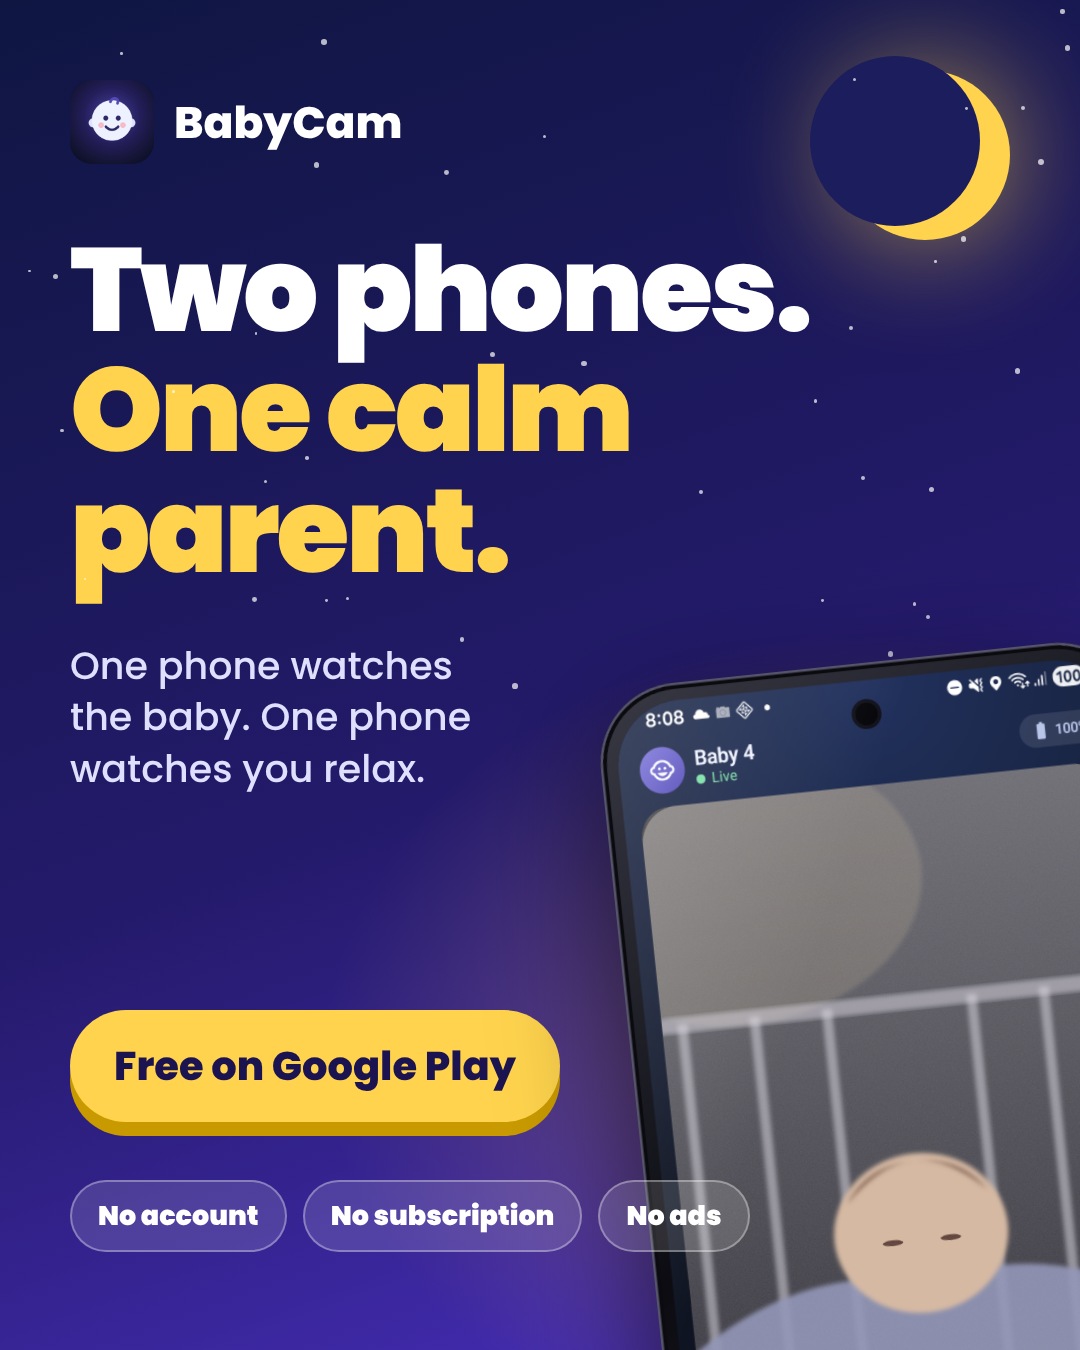 BabyCam
Two phones.
One calm
parent.
One phone watches
the baby. One phone
watches you relax.
8:08
100
Baby 4
Live
100%
Free on Google Play
No account
No subscription
No ads